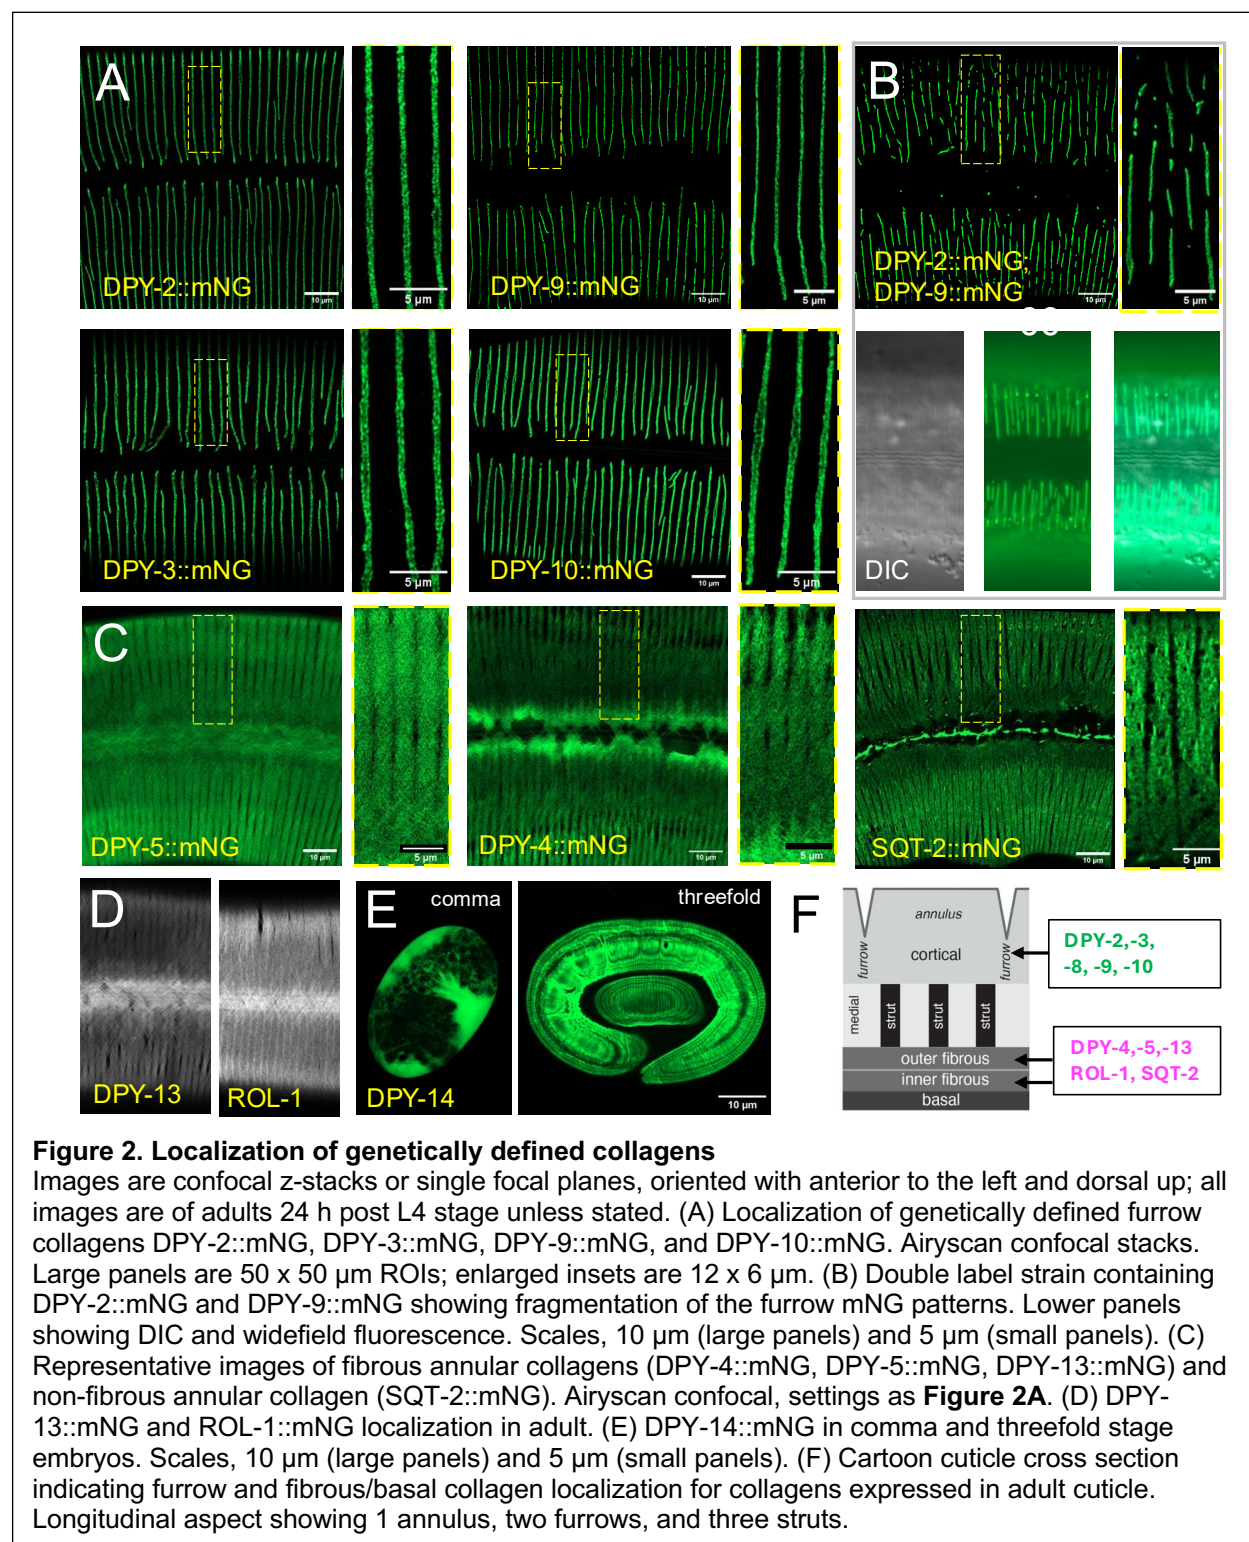 A
DPY-2::mNG
10 µm
5 µm
DPY-9::mNG
10 µm
5 µm
B
DPY-2::mNG;
DPY-9::mNG
10 µm
5 µm
DPY-3::mNG
5 µm
DPY-10::mNG
10 µm
5 µm
DIC
C
DPY-5::mNG
10 µm
5 µm
DPY-4::mNG
10 µm
5 µm
SQT-2::mNG
10 µm
5 µm
D
DPY-13
ROL-1
E
comma
DPY-14
threefold
10 µm
F
annulus
furrow
cortical
furrow
medial
strut
strut
strut
outer fibrous
inner fibrous
basal
DPY-2,-3,
-8, -9, -10
DPY-4,-5,-13
ROL-1, SQT-2
Figure 2. Localization of genetically defined collagens
Images are confocal z-stacks or single focal planes, oriented with anterior to the left and dorsal up; all
images are of adults 24 h post L4 stage unless stated. (A) Localization of genetically defined furrow
collagens DPY-2::mNG, DPY-3::mNG, DPY-9::mNG, and DPY-10::mNG. Airyscan confocal stacks.
Large panels are 50 x 50 µm ROIs; enlarged insets are 12 x 6 µm. (B) Double label strain containing
DPY-2::mNG and DPY-9::mNG showing fragmentation of the furrow mNG patterns. Lower panels
showing DIC and widefield fluorescence. Scales, 10 µm (large panels) and 5 µm (small panels). (C)
Representative images of fibrous annular collagens (DPY-4::mNG, DPY-5::mNG, DPY-13::mNG) and
non-fibrous annular collagen (SQT-2::mNG). Airyscan confocal, settings as Figure 2A. (D) DPY-
13::mNG and ROL-1::mNG localization in adult. (E) DPY-14::mNG in comma and threefold stage
embryos. Scales, 10 µm (large panels) and 5 µm (small panels). (F) Cartoon cuticle cross section
indicating furrow and fibrous/basal collagen localization for collagens expressed in adult cuticle.
Longitudinal aspect showing 1 annulus, two furrows, and three struts.